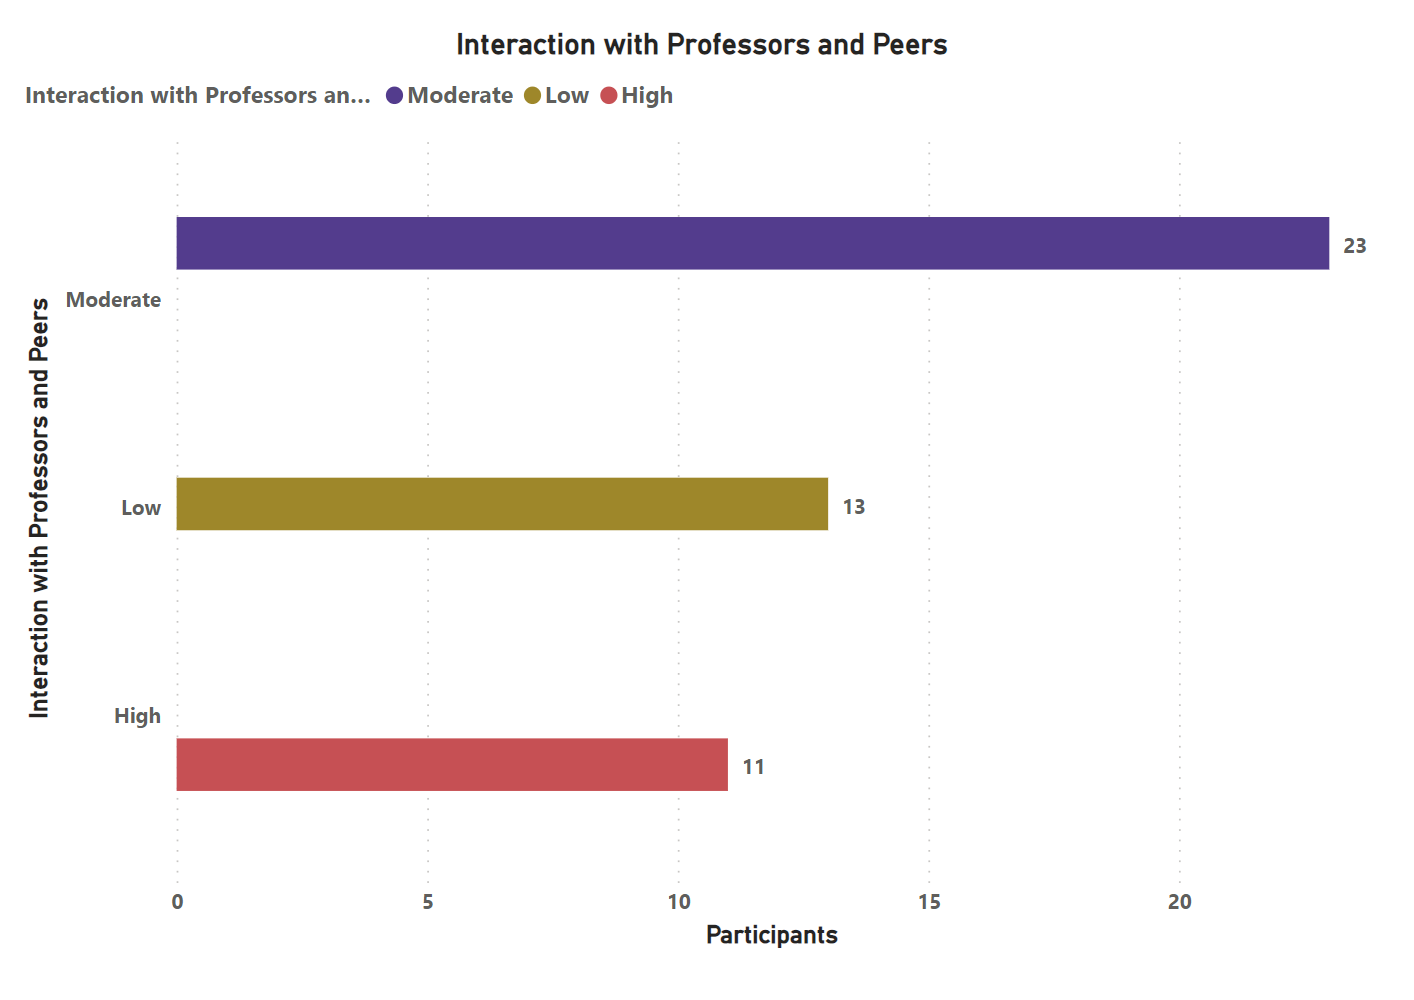 Interaction with Professors and Peers
Interaction with Professors an... Moderate Low High
Interaction with Professors and Peers
Moderate
23
Low
13
High
11
0 5 10 15 20
Participants